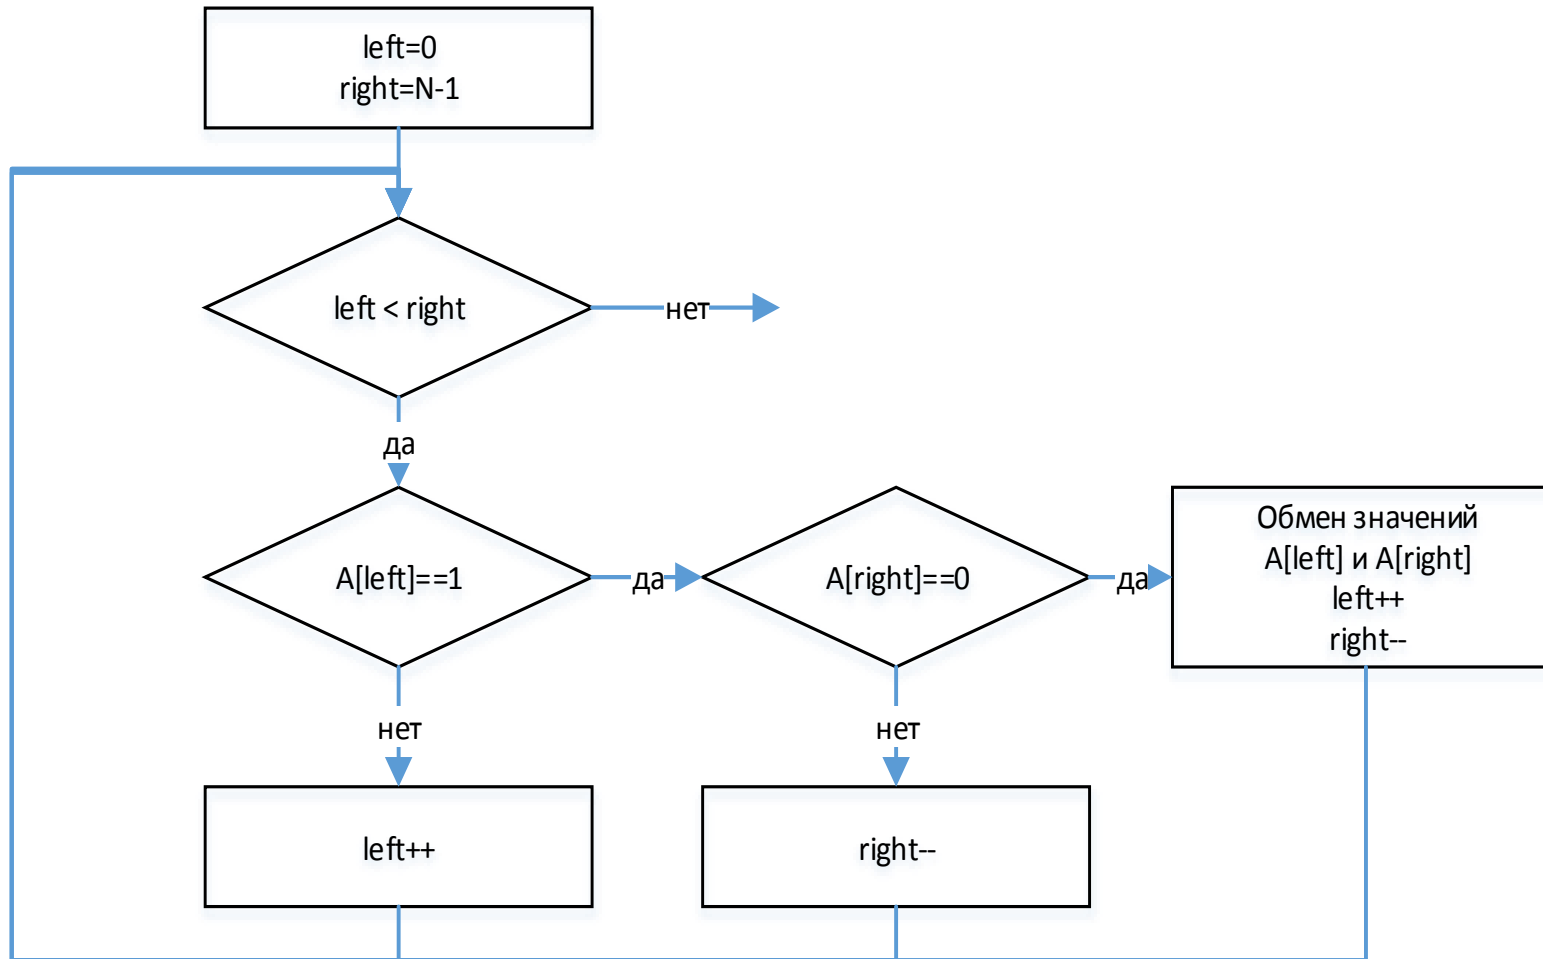 left=0
right=N-1
left < right
нет
да
A[left]==1
да
A[right]==0
да
Обмен значений
A[left] и A[right]
left++
right--
нет
нет
left++
right--